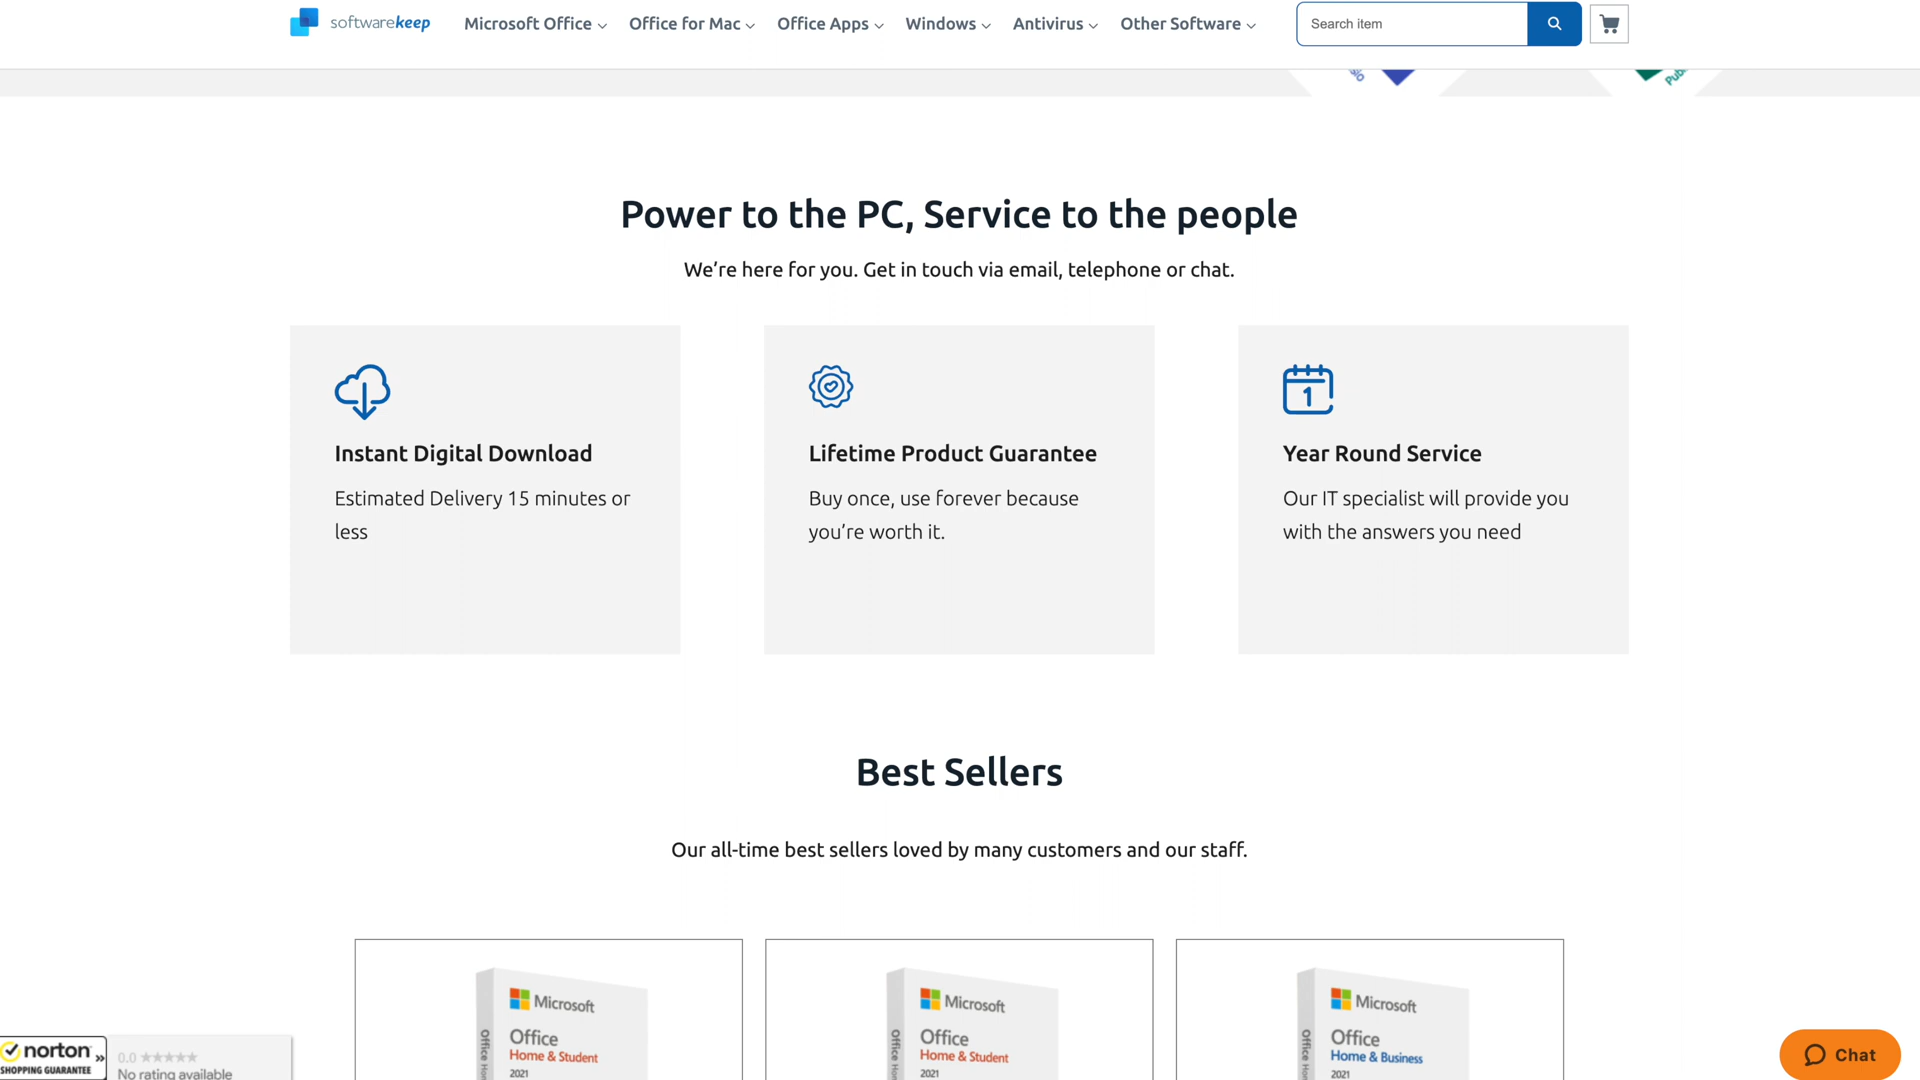 softwarekeep
Microsoft Office
Office for Mac
Office Apps
Windows
Antivirus
Other Software
Search item
Power to the PC, Service to the people
We’re here for you. Get in touch via email, telephone or chat.
Instant Digital Download
Estimated Delivery 15 minutes or
less
Lifetime Product Guarantee
Buy once, use forever because
you’re worth it.
1
Year Round Service
Our IT specialist will provide you
with the answers you need
Best Sellers
Our all-time best sellers loved by many customers and our staff.
Microsoft
Office
Home & Student
2021
Microsoft
Office
Home & Student
2021
Microsoft
Office
Home & Business
2021
norton
SHOPPING GUARANTEE
0.0
No rating available
Chat